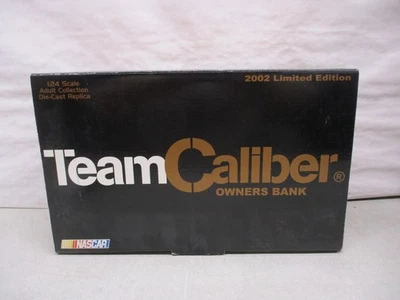 2002 Limited Edition
1:24 Scale
Adult Collection
Die-Cast Replica
TeamCaliber®
OWNERS BANK
NASCAR